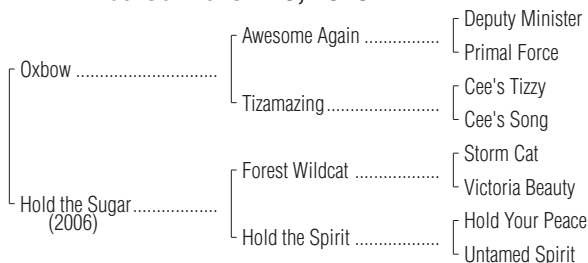 Deputy Minister
Awesome Again ..................
Primal Force
Oxbow ..................................
Cee's Tizzy
Tizamazing...........................
Cee's Song
Storm Cat
Forest Wildcat ....................
Victoria Beauty
Hold the Sugar....................
(2006)
Hold Your Peace
Hold the Spirit ...................
Untamed Spirit